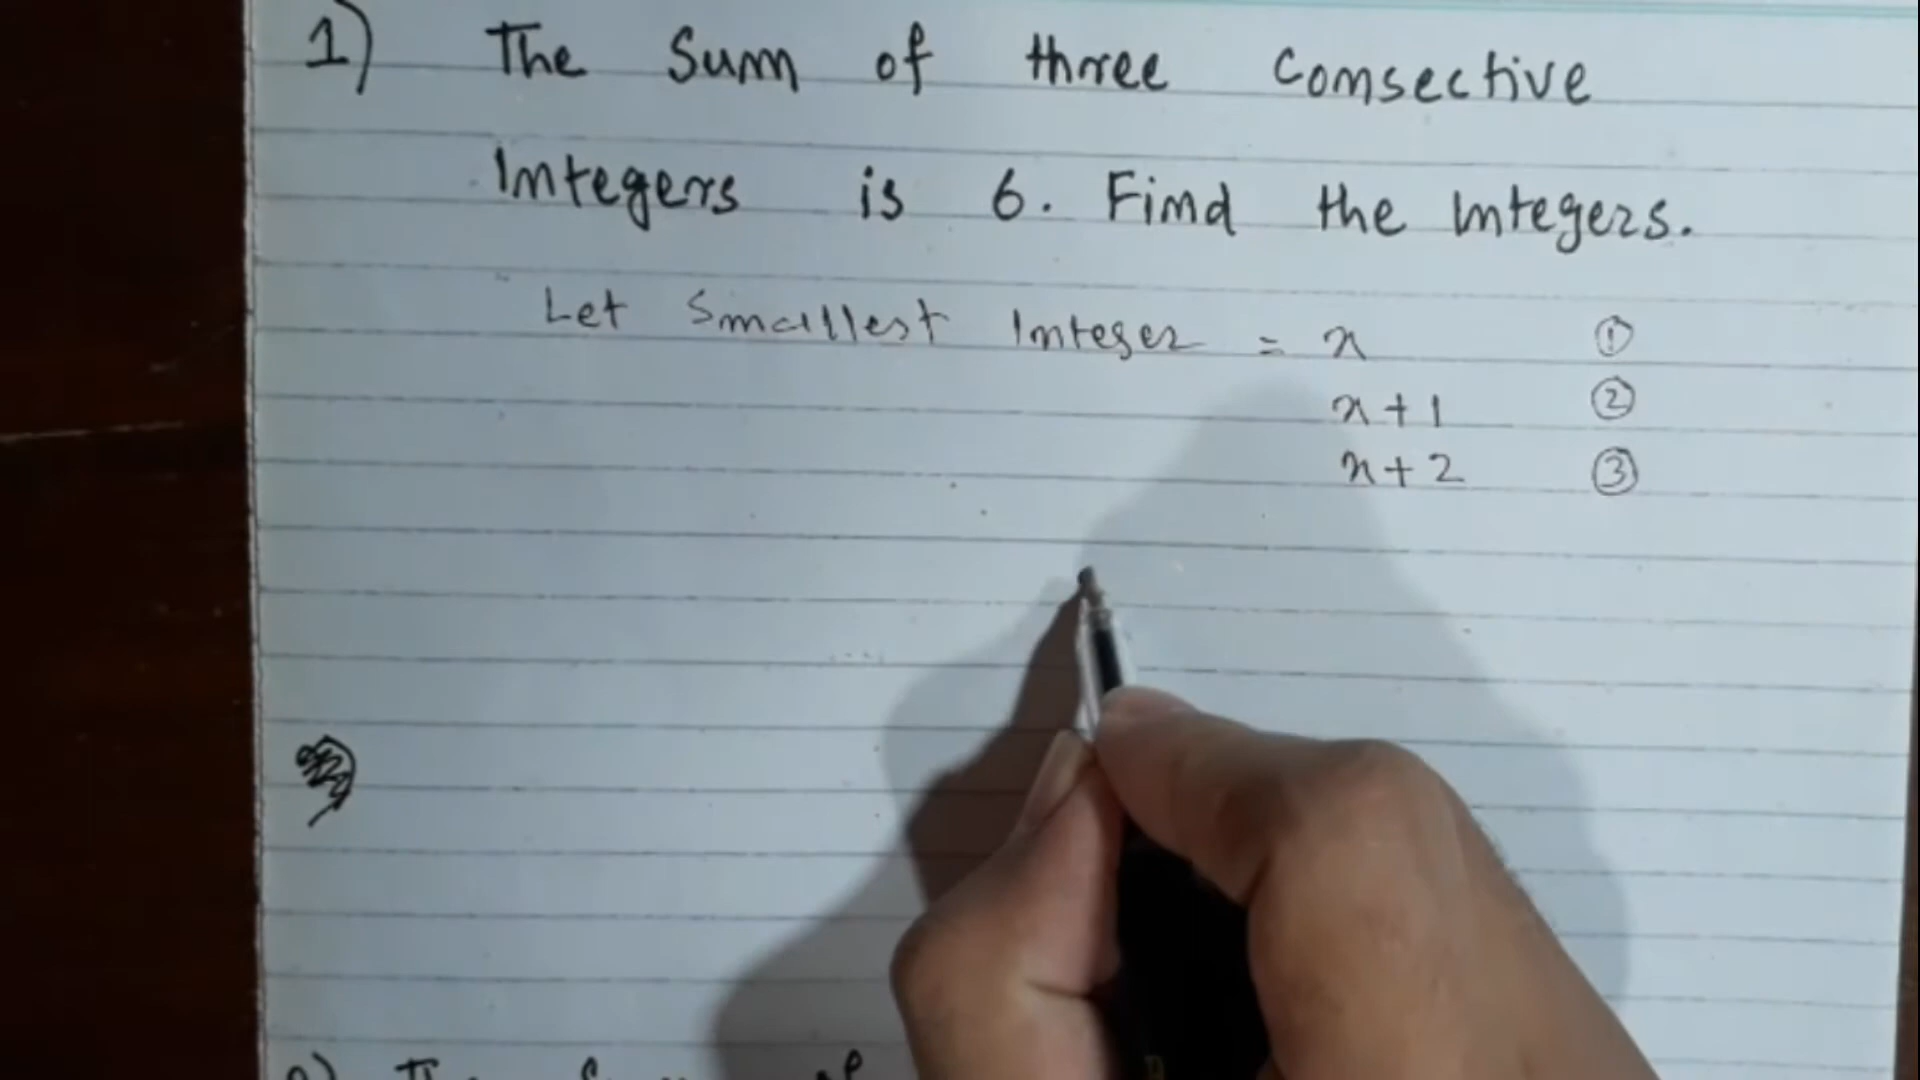 1) The Sum of three Comsective
Integers is 6. Find the Integers.
Let Smallest Integer = x ①
x+1 ②
x+2 ③